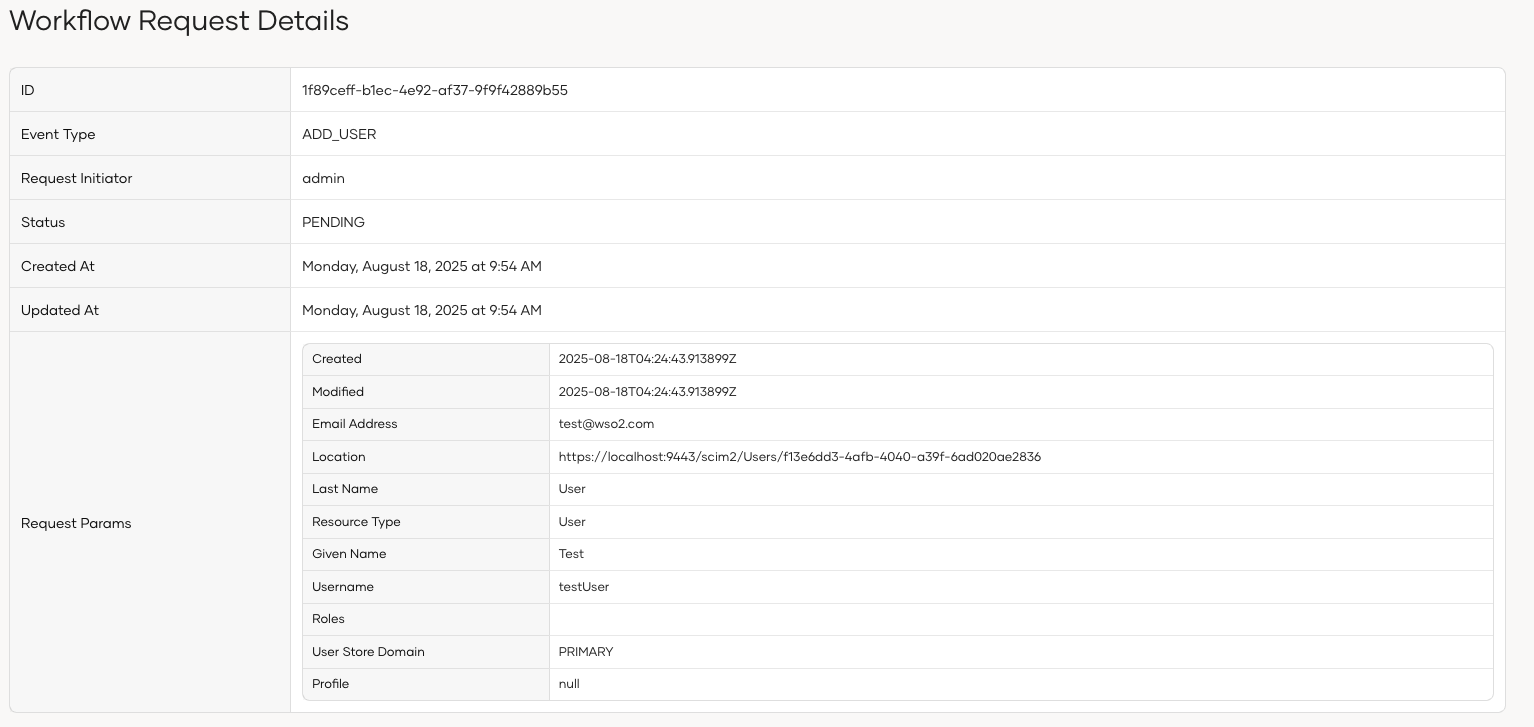 Workflow Request Details
ID 1f89ceff-b1ec-4e92-af37-9f9f42889b55
Event Type ADD_USER
Request Initiator admin
Status PENDING
Created At Monday, August 18, 2025 at 9:54 AM
Updated At Monday, August 18, 2025 at 9:54 AM
Request Params
Created 2025-08-18T04:24:43.913899Z
Modified 2025-08-18T04:24:43.913899Z
Email Address test@wso2.com
Location https://localhost:9443/scim2/Users/f13e6dd3-4afb-4040-a39f-6ad020ae2836
Last Name User
Resource Type User
Given Name Test
Username testUser
Roles
User Store Domain PRIMARY
Profile null